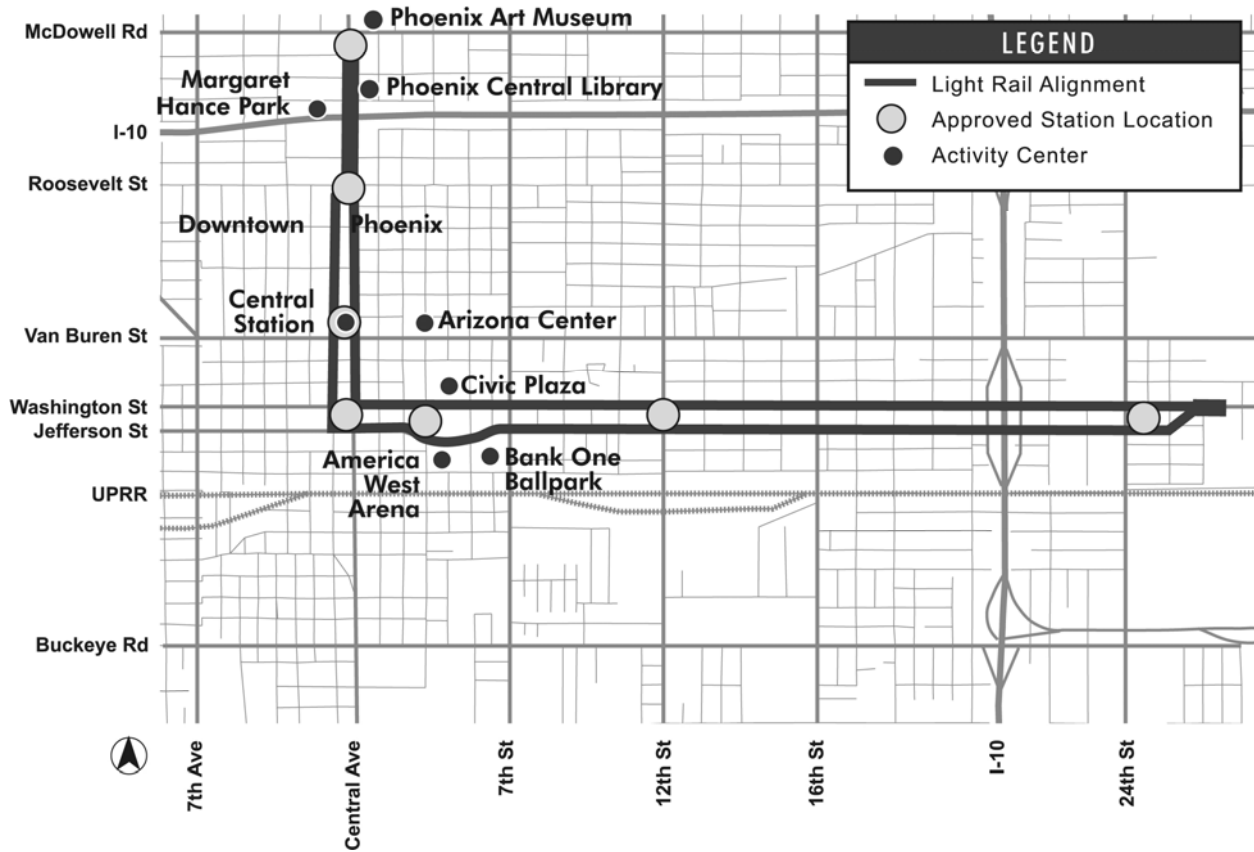 Phoenix Art Museum
McDowell Rd
LEGEND
Light Rail Alignment
Approved Station Location
Activity Center
Margaret
Hance Park
Phoenix Central Library
I-10
Roosevelt St
Downtown Phoenix
Central
Station
Arizona Center
Van Buren St
Civic Plaza
Washington St
Jefferson St
America
West
Arena
Bank One
Ballpark
UPRR
Buckeye Rd
7th Ave
Central Ave
7th St
12th St
16th St
I-10
24th St